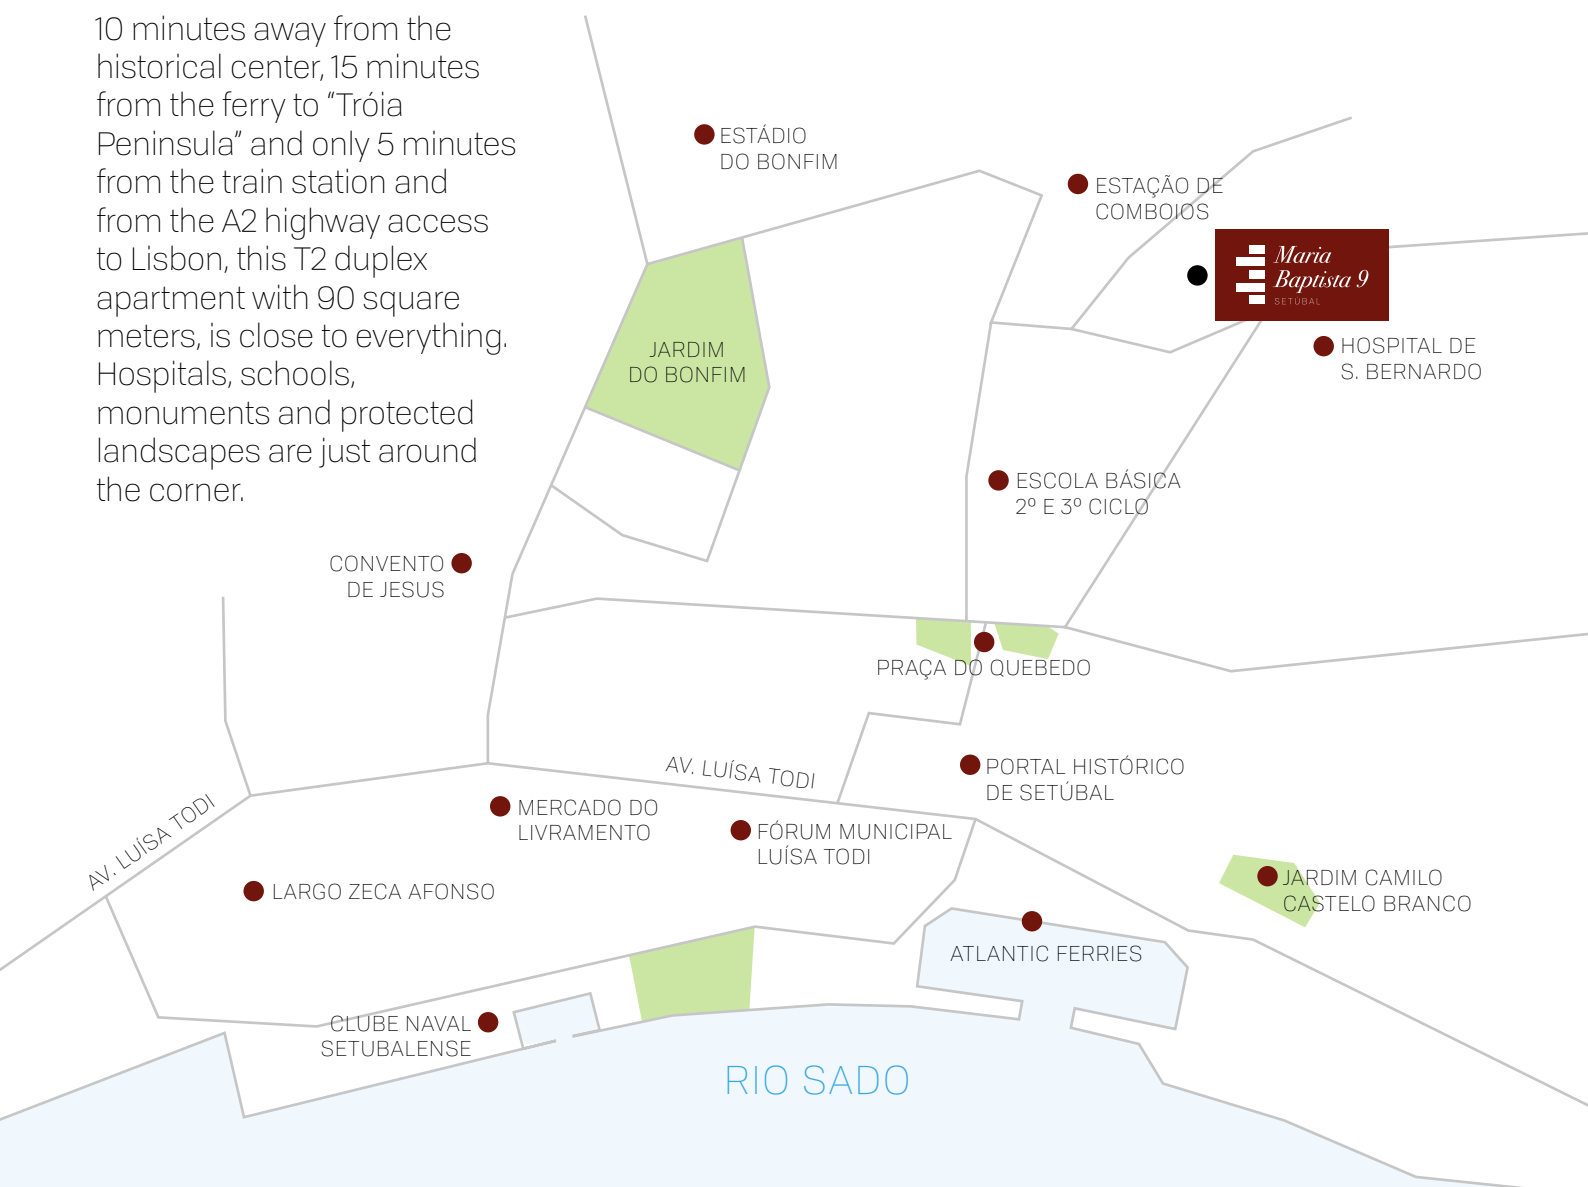 10 minutes away from the
historical center, 15 minutes
from the ferry to “Tróia
Peninsula” and only 5 minutes
from the train station and
from the A2 highway access
to Lisbon, this T2 duplex
apartment with 90 square
meters, is close to everything.
Hospitals, schools,
monuments and protected
landscapes are just around
the corner.
ESTÁDIO
DO BONFIM
ESTAÇÃO DE
COMBOIOS
Maria
Baptista 9
SETÚBAL
HOSPITAL DE
S. BERNARDO
JARDIM
DO BONFIM
ESCOLA BÁSICA
2º E 3º CICLO
CONVENTO
DE JESUS
PRAÇA DO QUEBEDO
AV. LUÍSA TODI
PORTAL HISTÓRICO
DE SETÚBAL
AV. LUÍSA TODI
MERCADO DO
LIVRAMENTO
FÓRUM MUNICIPAL
LUÍSA TODI
LARGO ZECA AFONSO
JARDIM CAMILO
CASTELO BRANCO
ATLANTIC FERRIES
CLUBE NAVAL
SETUBALENSE
RIO SADO